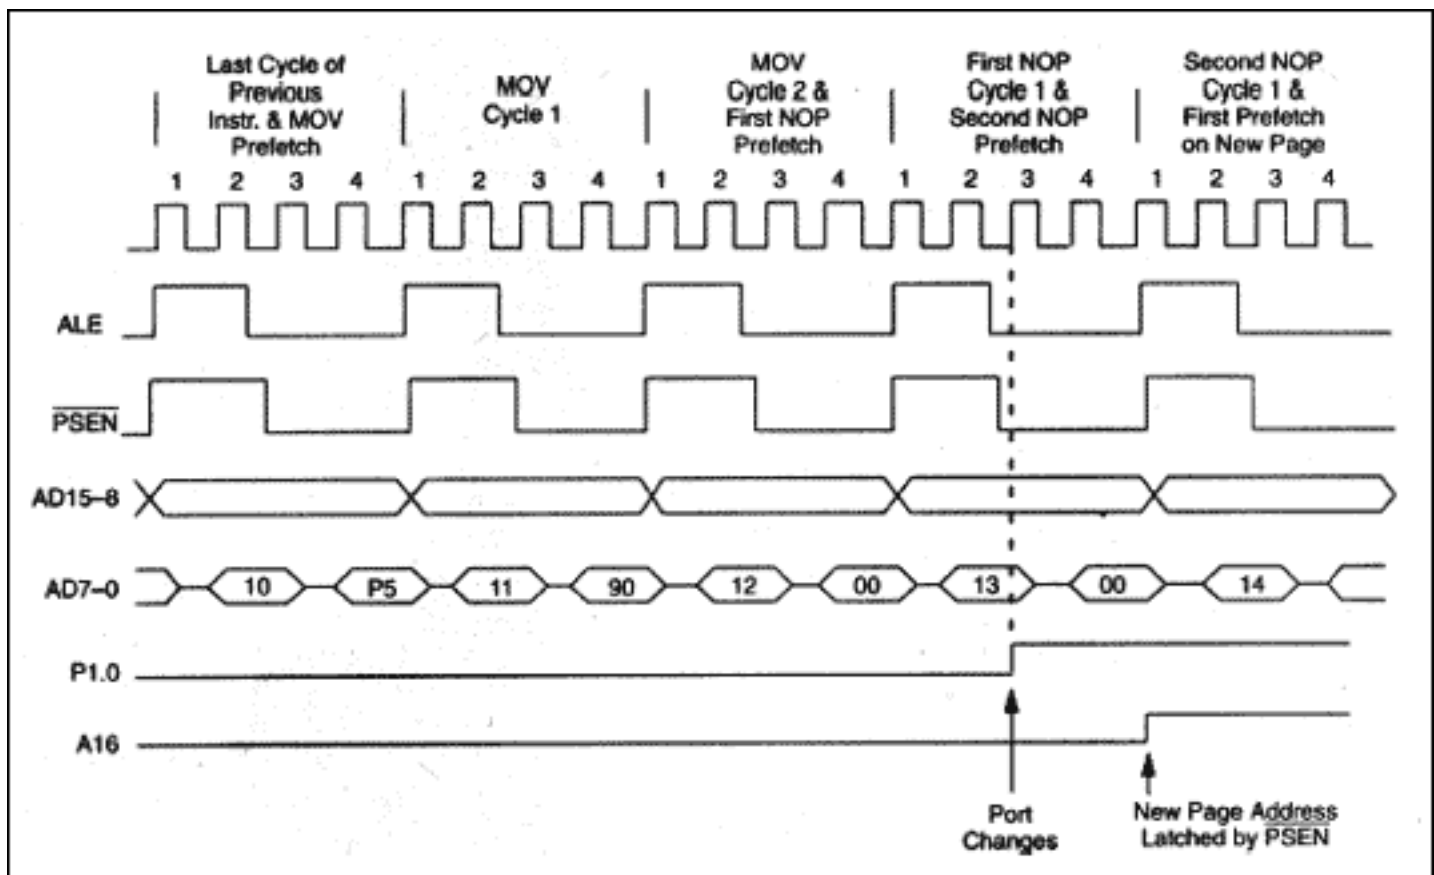 Last Cycle of
Previous
Instr. & MOV
Prefetch
MOV
Cycle 1
MOV
Cycle 2 &
First NOP
Prefetch
First NOP
Cycle 1 &
Second NOP
Prefetch
Second NOP
Cycle 1 &
First Prefetch
on New Page
1 2 3 4 1 2 3 4 1 2 3 4 1 2 3 4 1 2 3 4
ALE
PSEN
AD15–8
AD7–0 10 P5 11 90 12 00 13 00 14
P1.0
A16
Port
Changes
New Page Address
Latched by PSEN